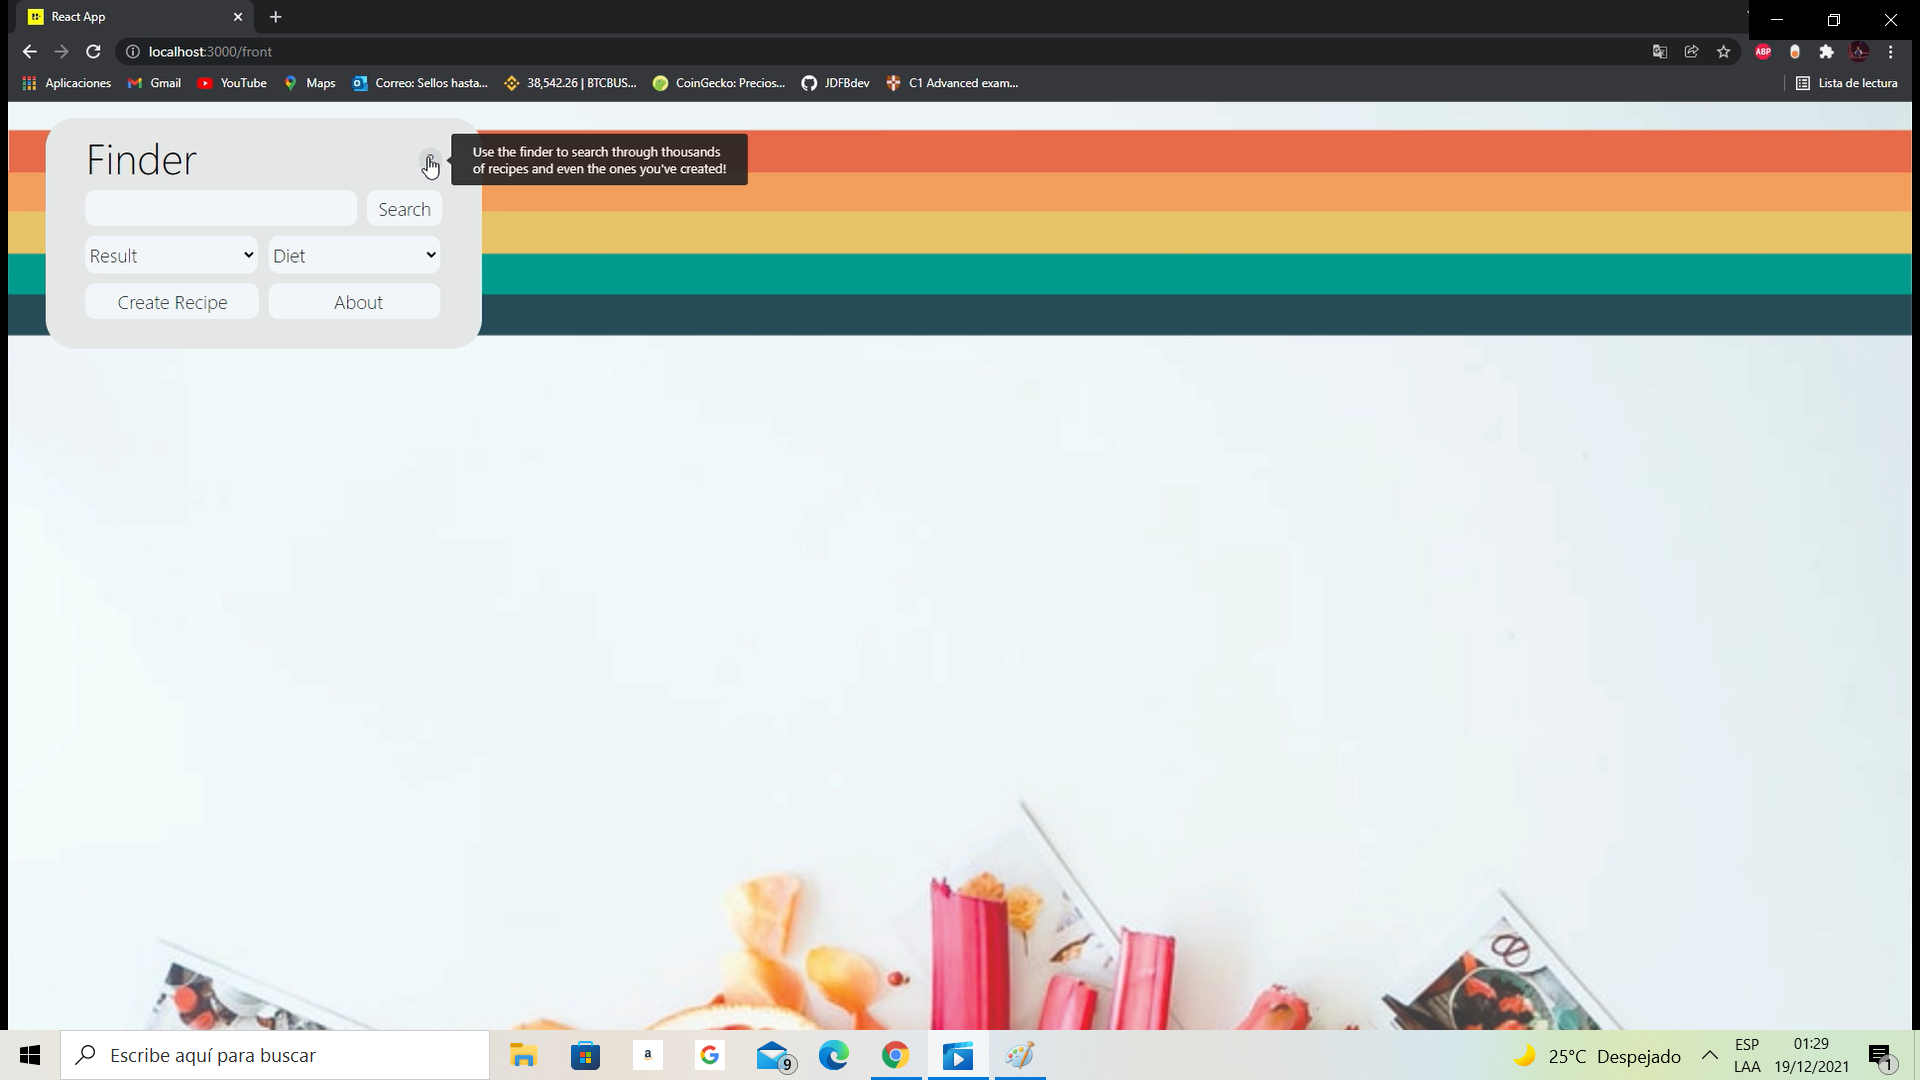 React App
localhost:3000/front
ABP
Aplicaciones
Gmail
YouTube
Maps
Correo: Sellos hasta...
38,542.26 | BTCBUS...
CoinGecko: Precios...
JDFBdev
C1 Advanced exam...
Lista de lectura
Finder
Use the finder to search through thousands
of recipes and even the ones you've created!
Search
Result
Diet
Create Recipe
About
Escribe aquí para buscar
a
G
9
25°C Despejado
ESP
LAA
01:29
19/12/2021
1